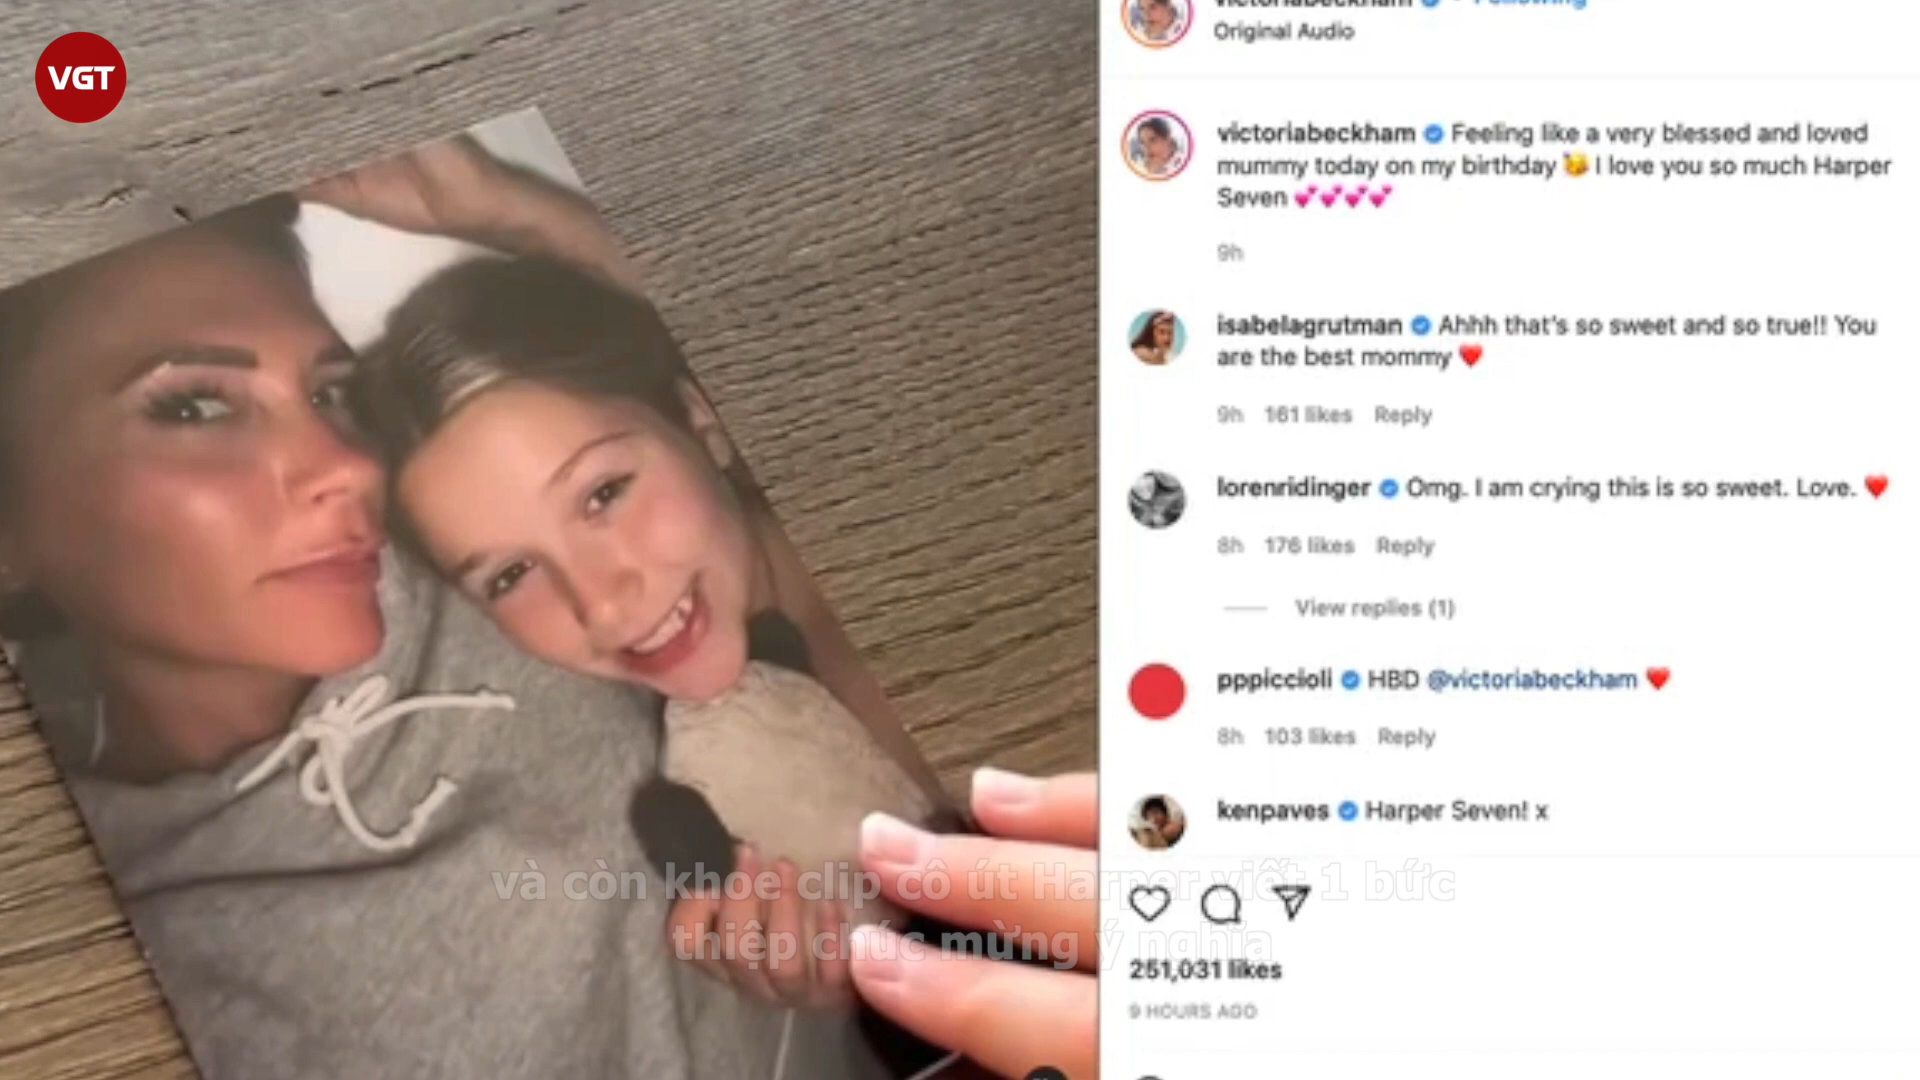 VGT
victoriabeckham • Following
Original Audio
victoriabeckham Feeling like a very blessed and loved
mummy today on my birthday 🥳 I love you so much Harper
Seven 💕💕💕💕
9h
isabelagrutman Ahhh that's so sweet and so true!! You
are the best mommy ❤️
9h 161 likes Reply
lorenridinger Omg. I am crying this is so sweet. Love. ❤️
8h 176 likes Reply
View replies (1)
pppiccioli HBD @victoriabeckham ❤️
8h 103 likes Reply
kenpaves Harper Seven! x
và còn khoe clip cô út Harper viết 1 bức
thiệp chúc mừng ý nghĩa
251,031 likes
9 HOURS AGO